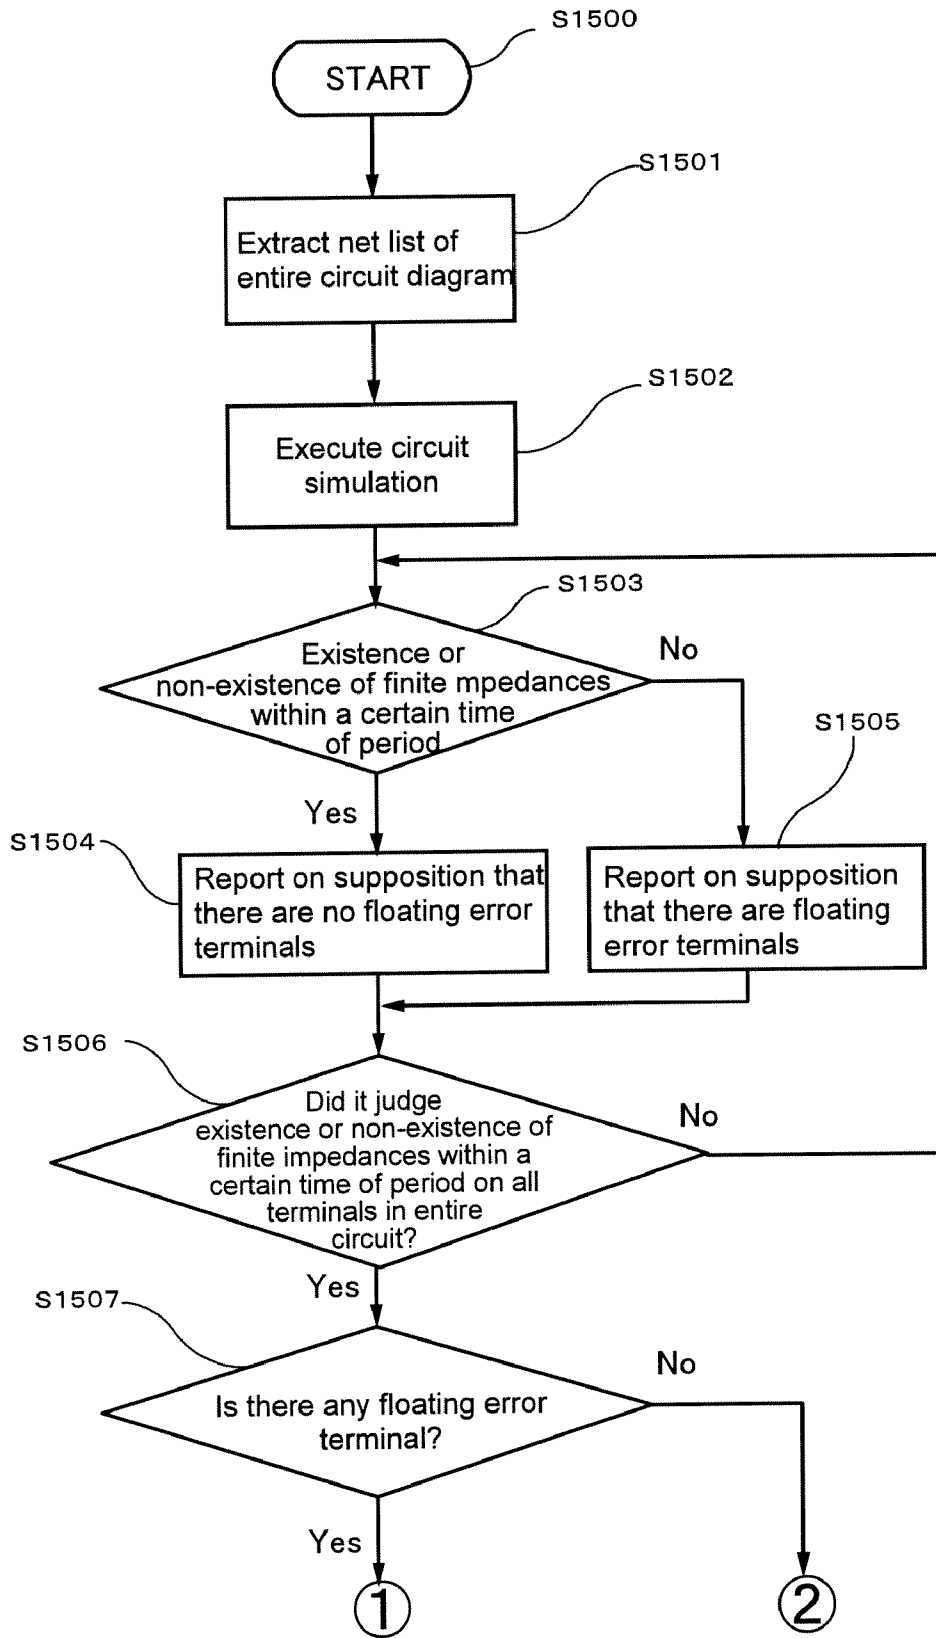 S1500
START
S1501
Extract net list of
entire circuit diagram
S1502
Execute circuit
simulation
S1503
Existence or
non-existence of finite mpedances
within a certain time
of period
No
Yes
S1504
Report on supposition that
there are no floating error
terminals
S1505
Report on supposition
that there are floating
error terminals
S1506
Did it judge
existence or non-existence of
finite impedances within a
certain time of period on all
terminals in entire
circuit?
No
Yes
S1507
Is there any floating error
terminal?
No
Yes
1
2